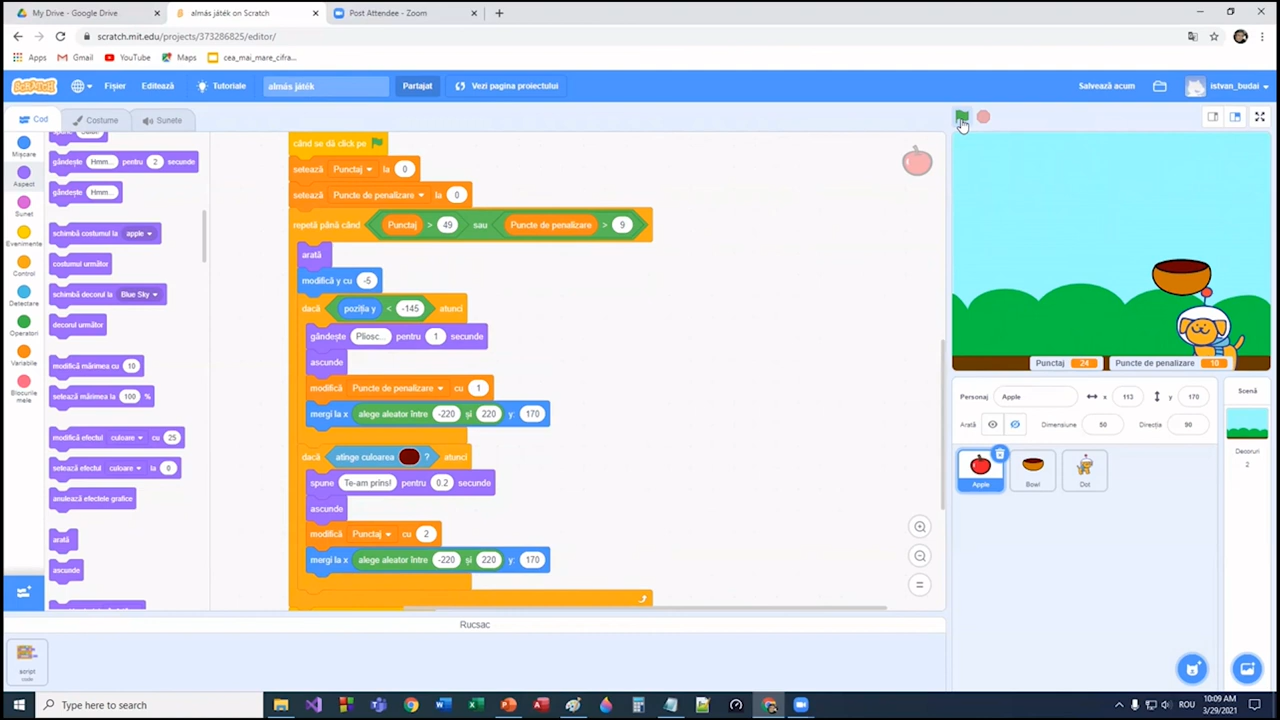 My Drive - Google Drive
almás játék on Scratch
Post Attendee - Zoom
scratch.mit.edu/projects/373286825/editor/
Apps
Gmail
YouTube
Maps
cea_mai_mare_cifra...
SCRATCH
Fișier
Editează
Tutoriale
almás játék
Partajat
Vezi pagina proiectului
Salvează acum
istvan_budai
Cod
Costume
Sunete
Mișcare
Aspect
Sunet
Evenimente
Control
Detectare
Operatori
Variabile
Blocurile
mele
gândește Hmm... pentru 2 secunde
gândește Hmm...
schimbă costumul la apple
costumul următor
schimbă decorul la Blue Sky
decorul următor
modifică mărimea cu 10
setează mărimea la 100 %
modifică efectul culoare cu 25
setează efectul culoare la 0
anulează efectele grafice
arată
ascunde
când se dă click pe
setează Punctaj la 0
setează Puncte de penalizare la 0
repetă până când Punctaj > 49 sau Puncte de penalizare > 9
arată
modifică y cu -5
dacă poziția y < -145 atunci
gândește Pliosc... pentru 1 secunde
ascunde
modifică Puncte de penalizare cu 1
mergi la x alege aleator între -220 și 220 y: 170
dacă atinge culoarea ? atunci
spune Te-am prins! pentru 0.2 secunde
ascunde
modifică Punctaj cu 2
mergi la x alege aleator între -220 și 220 y: 170
Rucsac
script
code
Punctaj 24
Puncte de penalizare 10
Personaj Apple x 113 y 170
Arată Dimensiune 50 Direcția 90
Apple
Bowl
Dot
Scenă
Decoruri
2
Type here to search
ROU
10:09 AM
3/29/2021